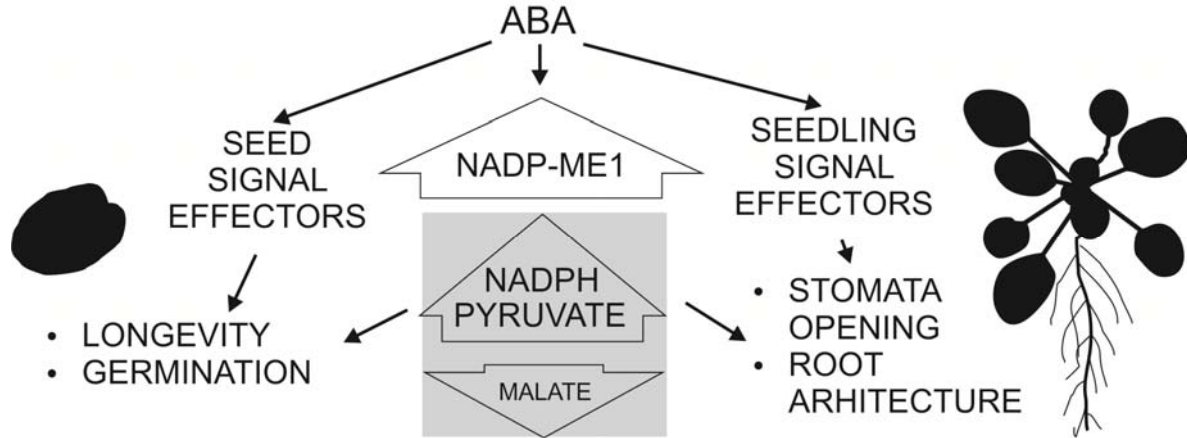 ABA
SEED
SIGNAL
EFFECTORS
NADP-ME1
SEEDLING
SIGNAL
EFFECTORS
• LONGEVITY
• GERMINATION
NADPH
PYRUVATE
MALATE
• STOMATA
OPENING
• ROOT
ARHITECTURE